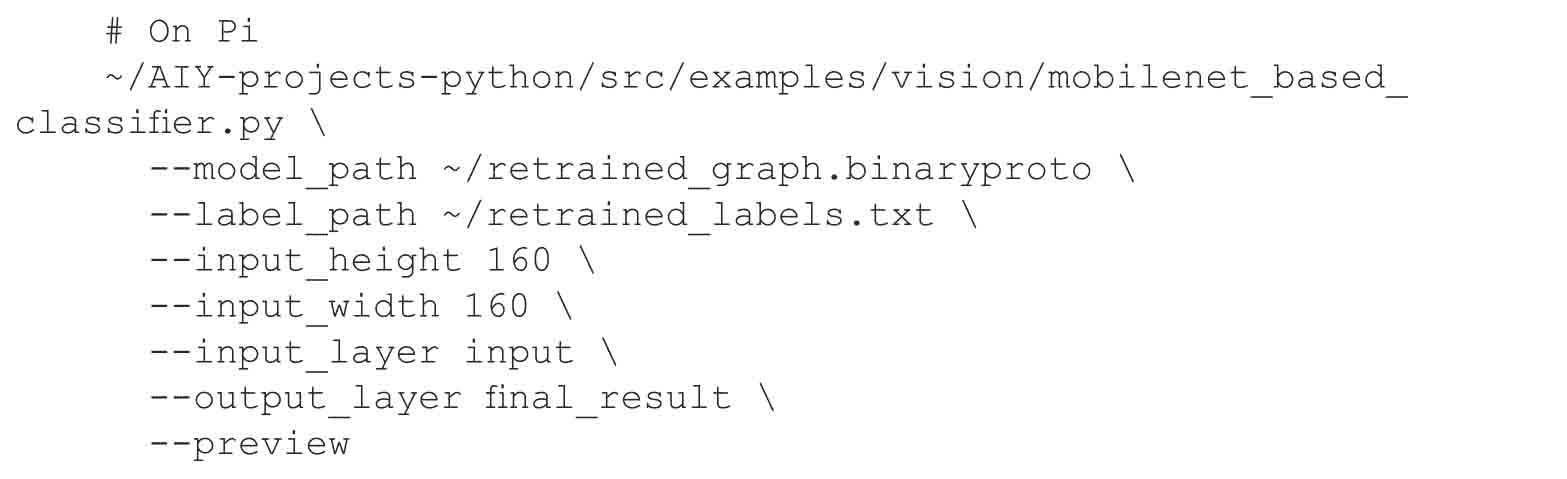 # On Pi
~/AIY-projects-python/src/examples/vision/mobilenet_based_
classifier.py \
--model_path ~/retrained_graph.binaryproto \
--label_path ~/retrained_labels.txt \
--input_height 160 \
--input_width 160 \
--input_layer input \
--output_layer final_result \
--preview